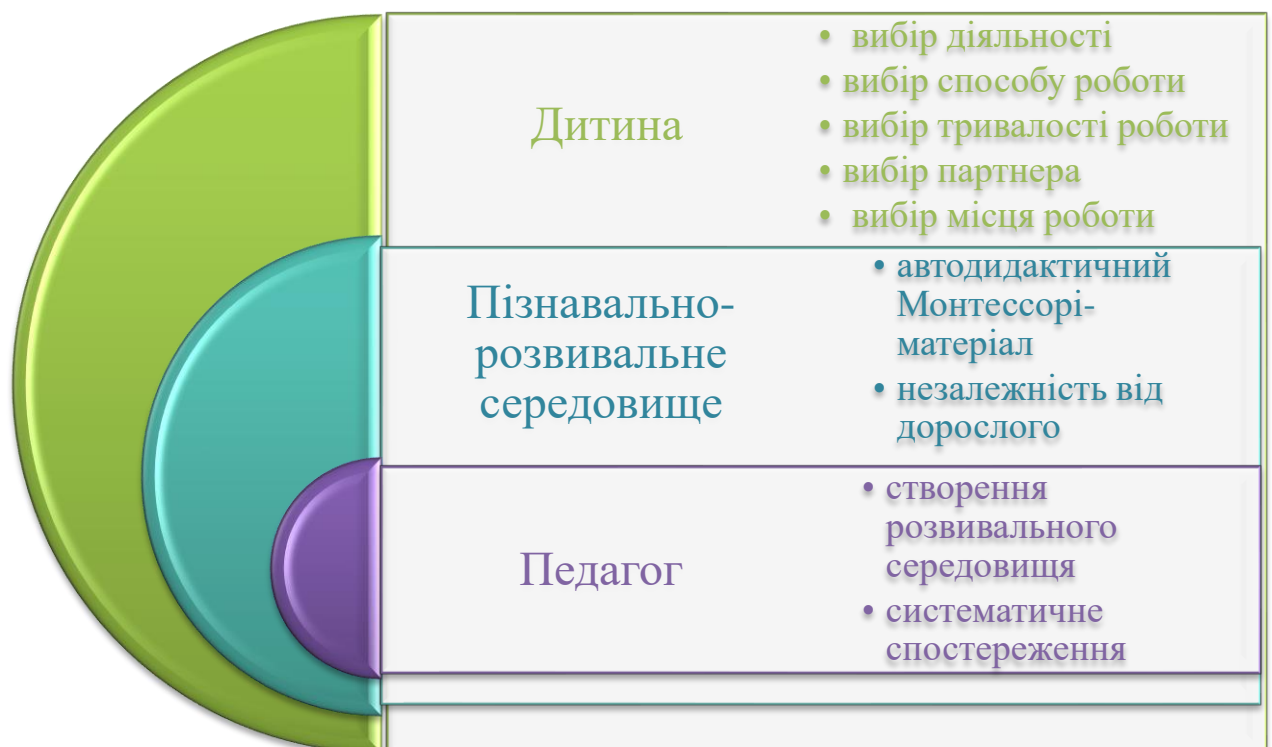 Дитина
• вибір діяльності
• вибір способу роботи
• вибір тривалості роботи
• вибір партнера
• вибір місця роботи
Пізнавально-
розвивальне
середовище
• автодидактичний
Монтессорі-
матеріал
• незалежність від
дорослого
Педагог
• створення
розвивального
середовищя
• систематичне
спостереження